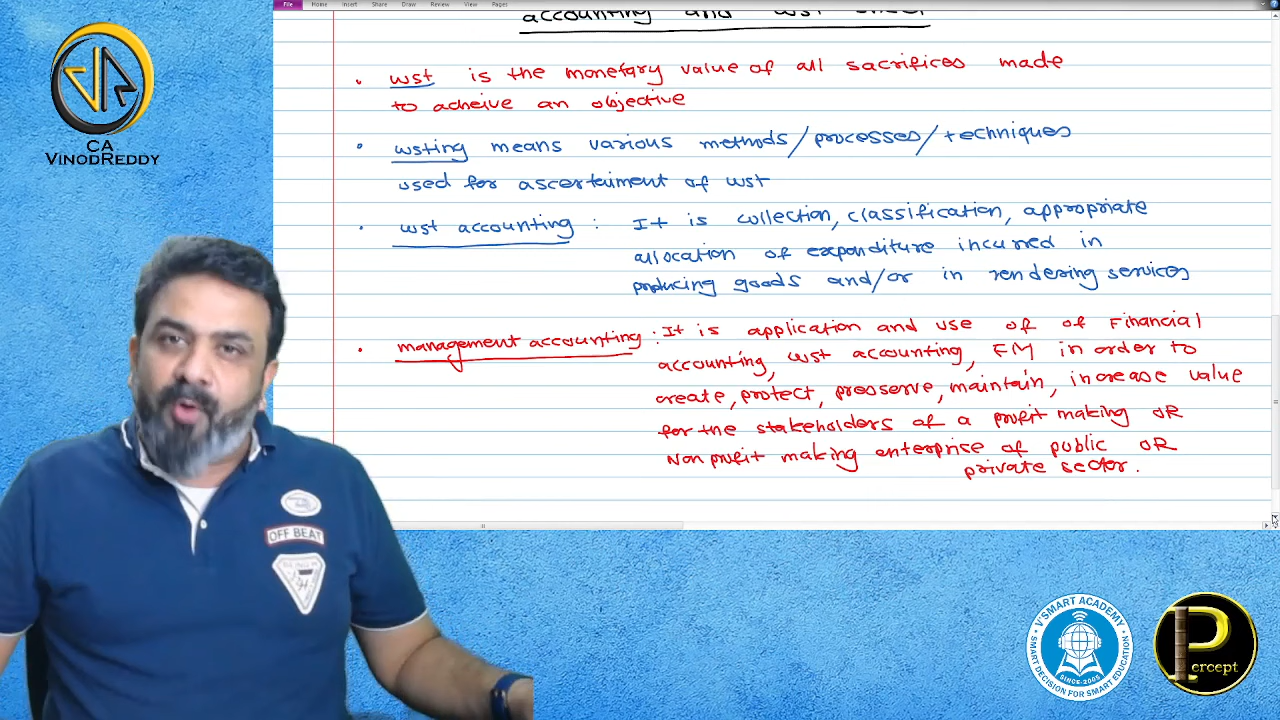 File Home Insert Share Draw Review View Pages
accounting and
• cost is the monetary value of all sacrifices made
to acheive an objective
• costing means various methods/processes/techniques
used for ascertaiment of cost
• cost accounting : It is collection, classification, appropriate
allocation of expanditure incurred in
producing goods and/or in rendering services
• management accounting : It is application and use of of Financial
accounting, cost accounting, FM in order to
create, protect, preoserve, maintain, increase value
for the stakeholders of a profit making OR
Non profit making enterprise of public OR
private sector.
CA
VINODREDDY
OFF BEAT
V'SMART ACADEMY
SINCE-2005
SMART DECISION FOR SMART EDUCATION
Percept